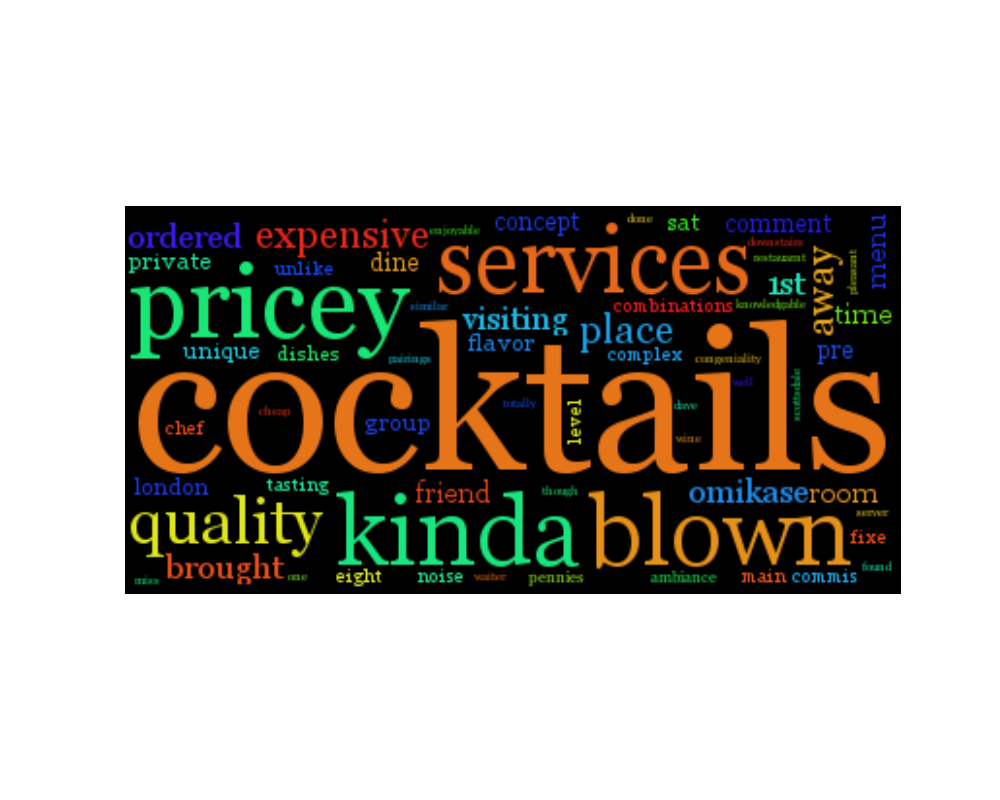 ordered
expensive
enjoyable
concept
done
sat
comment
menu
private
unlike
dine
services
downstairs
restaurant
1st
away
pleasant
pricey
similar
visiting
combinations
knowledgable
time
place
flavor
unique
dishes
pairings
complex
congeniality
pre
cocktails
chef
cheap
group
totally
level
dave
well
wine
scottsdale
london
tasting
friend
though
omikase
room
quality
kinda
blown
server
fixe
brought
miss
one
eight
noise
waiter
pennies
ambiance
main
commis
found